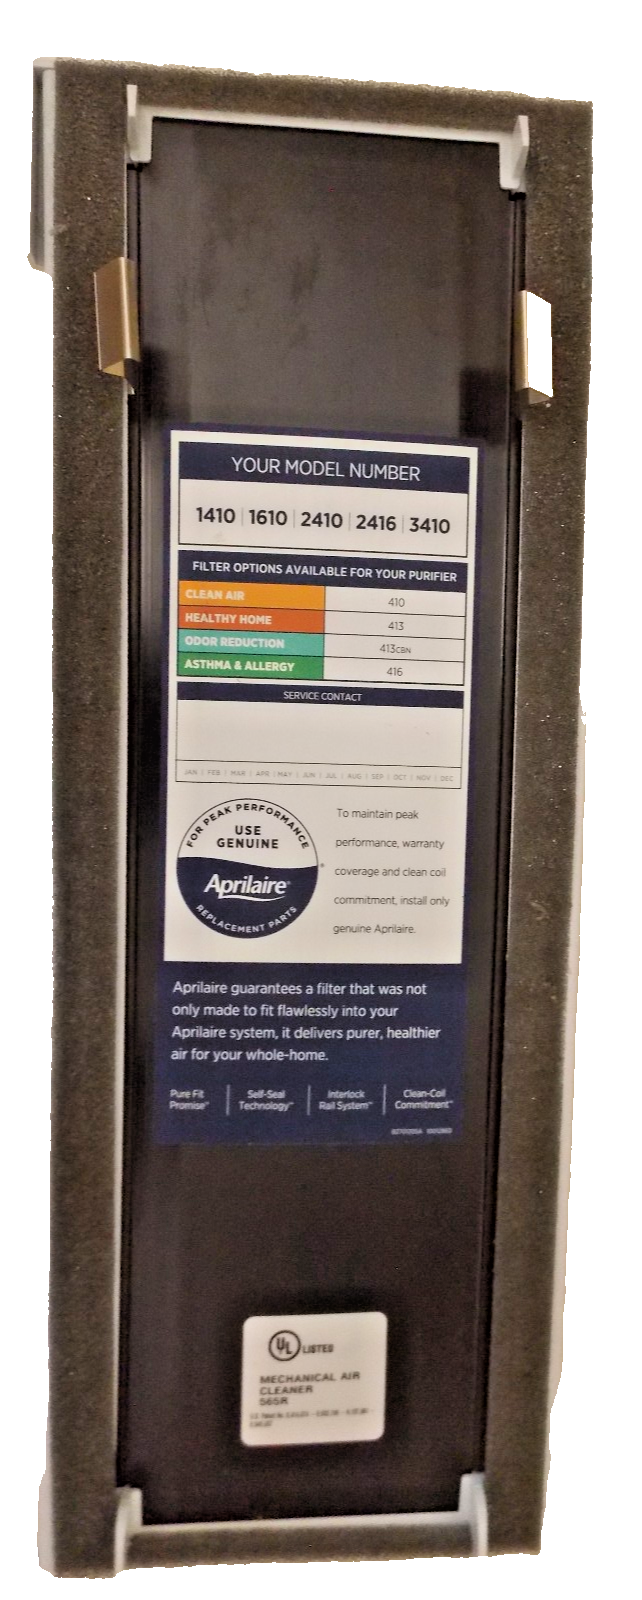 YOUR MODEL NUMBER
1410 | 1610 | 2410 | 2416 | 3410
FILTER OPTIONS AVAILABLE FOR YOUR PURIFIER
CLEAN AIR 410
HEALTHY HOME 413
ODOR REDUCTION 413CBN
ASTHMA & ALLERGY 416
SERVICE CONTACT
JAN | FEB | MAR | APR | MAY | JUN | JUL | AUG | SEP | OCT | NOV | DEC
FOR PEAK PERFORMANCE
USE
GENUINE
Aprilaire®
REPLACEMENT PARTS
To maintain peak
performance, warranty
coverage and clean coil
commitment, install only
genuine Aprilaire.
Aprilaire guarantees a filter that was not
only made to fit flawlessly into your
Aprilaire system, it delivers purer, healthier
air for your whole-home.
Pure Fit Promise™ | Self-Seal Technology™ | Interlock Rail System™ | Clean-Coil Commitment™
UL LISTED
MECHANICAL AIR
CLEANER
565R